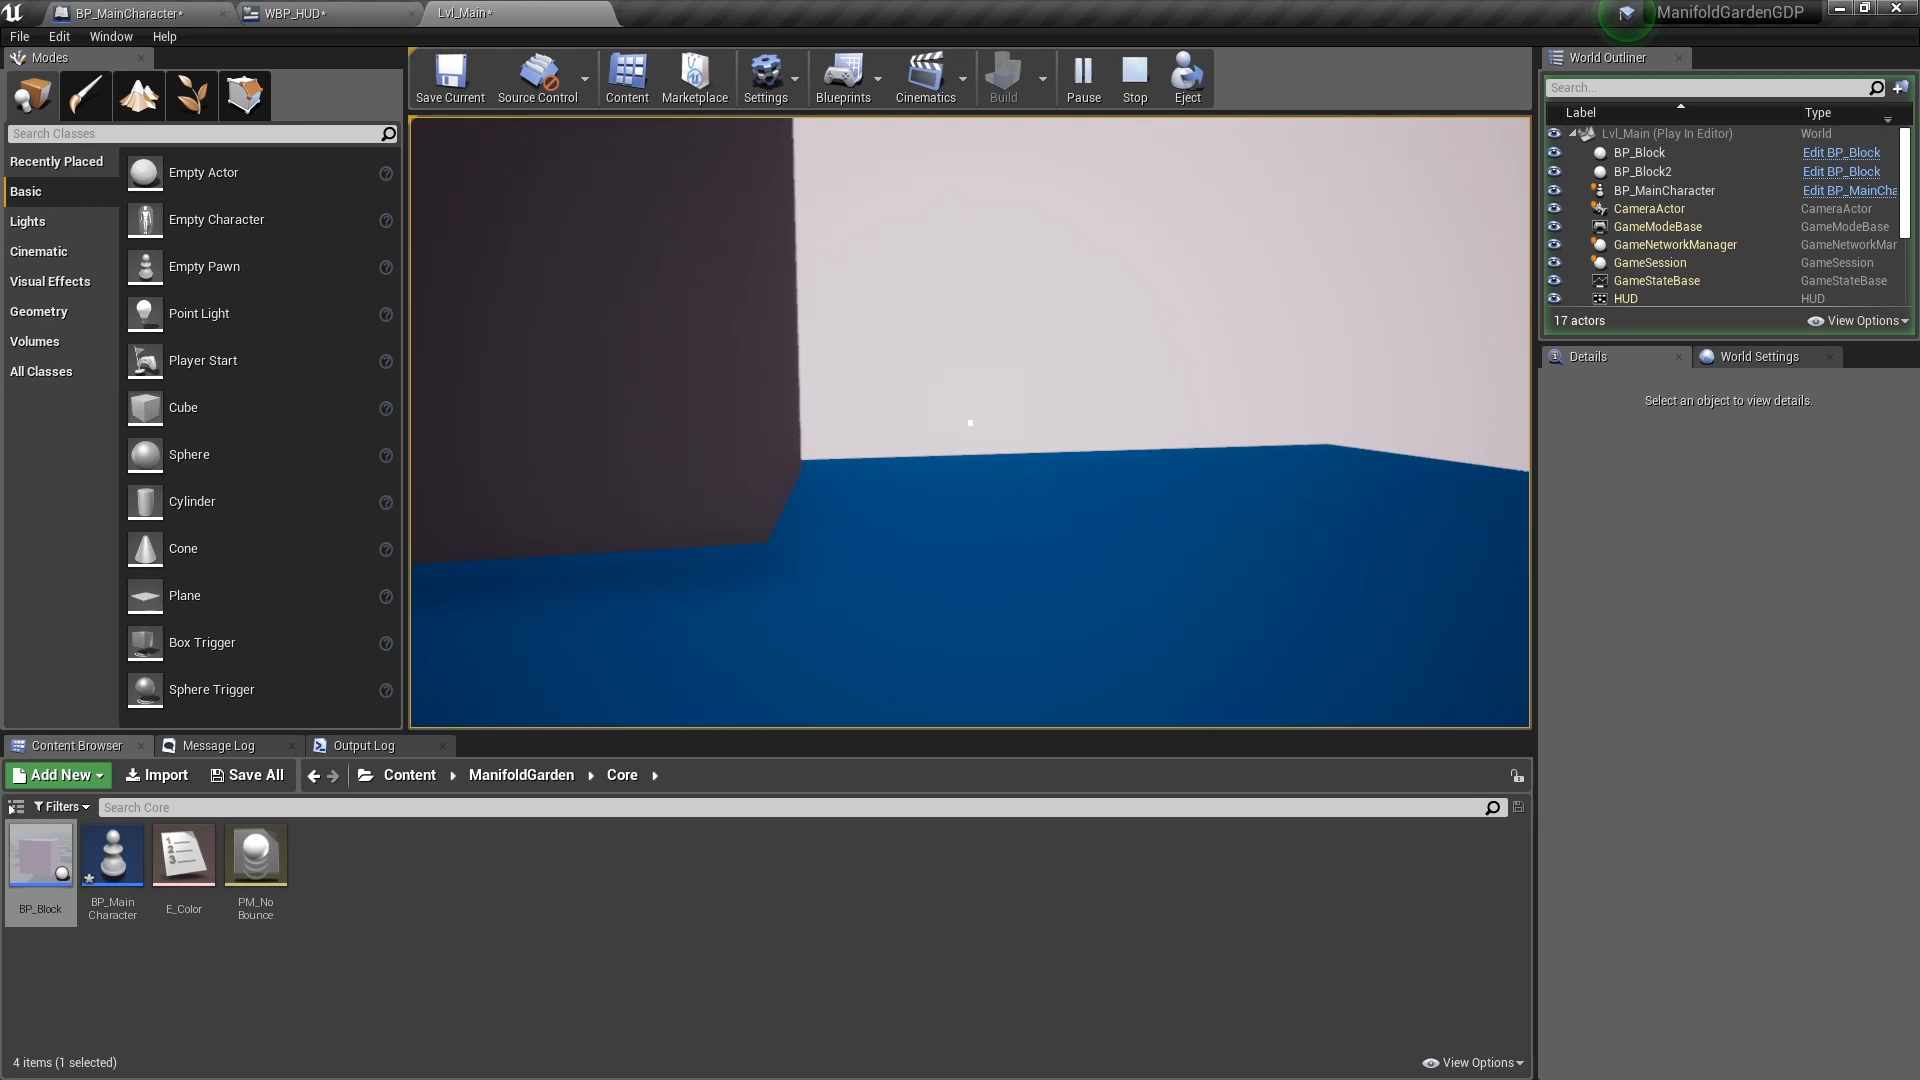 BP_MainCharacter*
WBP_HUD*
Lvl_Main*
ManifoldGardenGDP
File
Edit
Window
Help
Modes
Search Classes
Recently Placed
Basic
Lights
Cinematic
Visual Effects
Geometry
Volumes
All Classes
Empty Actor
Empty Character
Empty Pawn
Point Light
Player Start
Cube
Sphere
Cylinder
Cone
Plane
Box Trigger
Sphere Trigger
Save Current
Source Control
Content
Marketplace
Settings
Blueprints
Cinematics
Build
Pause
Stop
Eject
World Outliner
Search...
Label
Type
Lvl_Main (Play In Editor)
World
BP_Block
Edit BP_Block
BP_Block2
Edit BP_Block
BP_MainCharacter
Edit BP_MainCha
CameraActor
CameraActor
GameModeBase
GameModeBase
GameNetworkManager
GameNetworkMar
GameSession
GameSession
GameStateBase
GameStateBase
HUD
HUD
17 actors
View Options
Details
World Settings
Select an object to view details.
Content Browser
Message Log
Output Log
Add New
Import
Save All
Content
ManifoldGarden
Core
Filters
Search Core
BP_Block
BP_Main
Character
E_Color
PM_No
Bounce
4 items (1 selected)
View Options